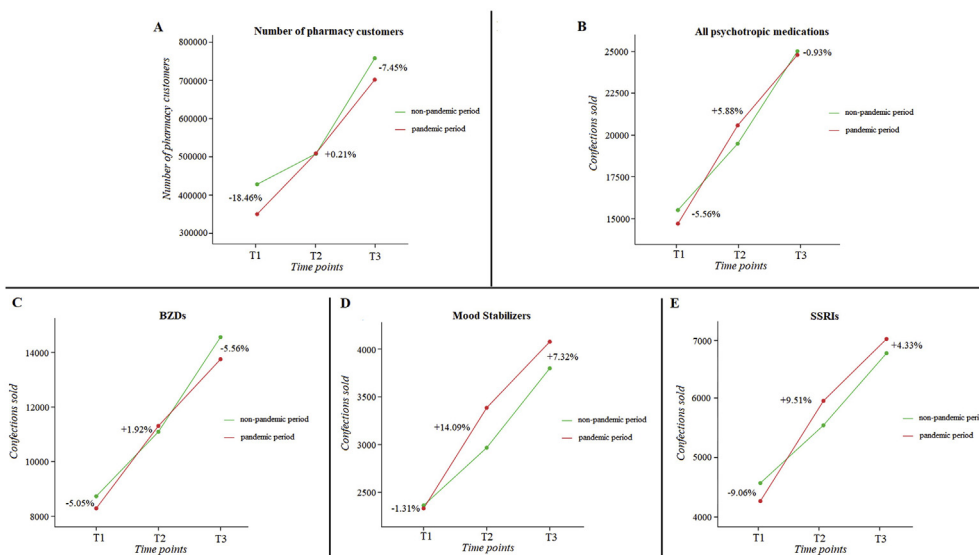 A
Number of pharmacy customers
Number of pharmacy customers
800000
700000
600000
500000
400000
300000
-7.45%
+0.21%
-18.46%
non-pandemic period
pandemic period
T1
T2
T3
Time points
B
All psychotropic medications
Confections sold
25000
22500
20000
17500
15000
-0.93%
+5.88%
-5.56%
non-pandemic period
pandemic period
T1
T2
T3
Time points
C
BZDs
Confections sold
14000
12000
10000
8000
-5.56%
+1.92%
-5.05%
non-pandemic period
pandemic period
T1
T2
T3
Time points
D
Mood Stabilizers
Confections sold
4000
3500
3000
2500
+7.32%
+14.09%
-1.31%
non-pandemic period
pandemic period
T1
T2
T3
Time points
E
SSRIs
Confections sold
7000
6000
5000
4000
+4.33%
+9.51%
-9.06%
non-pandemic perio
pandemic period
T1
T2
T3
Time points